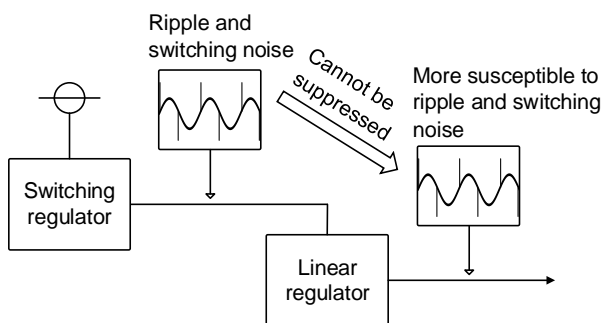 Ripple and
switching noise
Cannot be
suppressed
More susceptible to
ripple and switching
noise
Switching
regulator
Linear
regulator